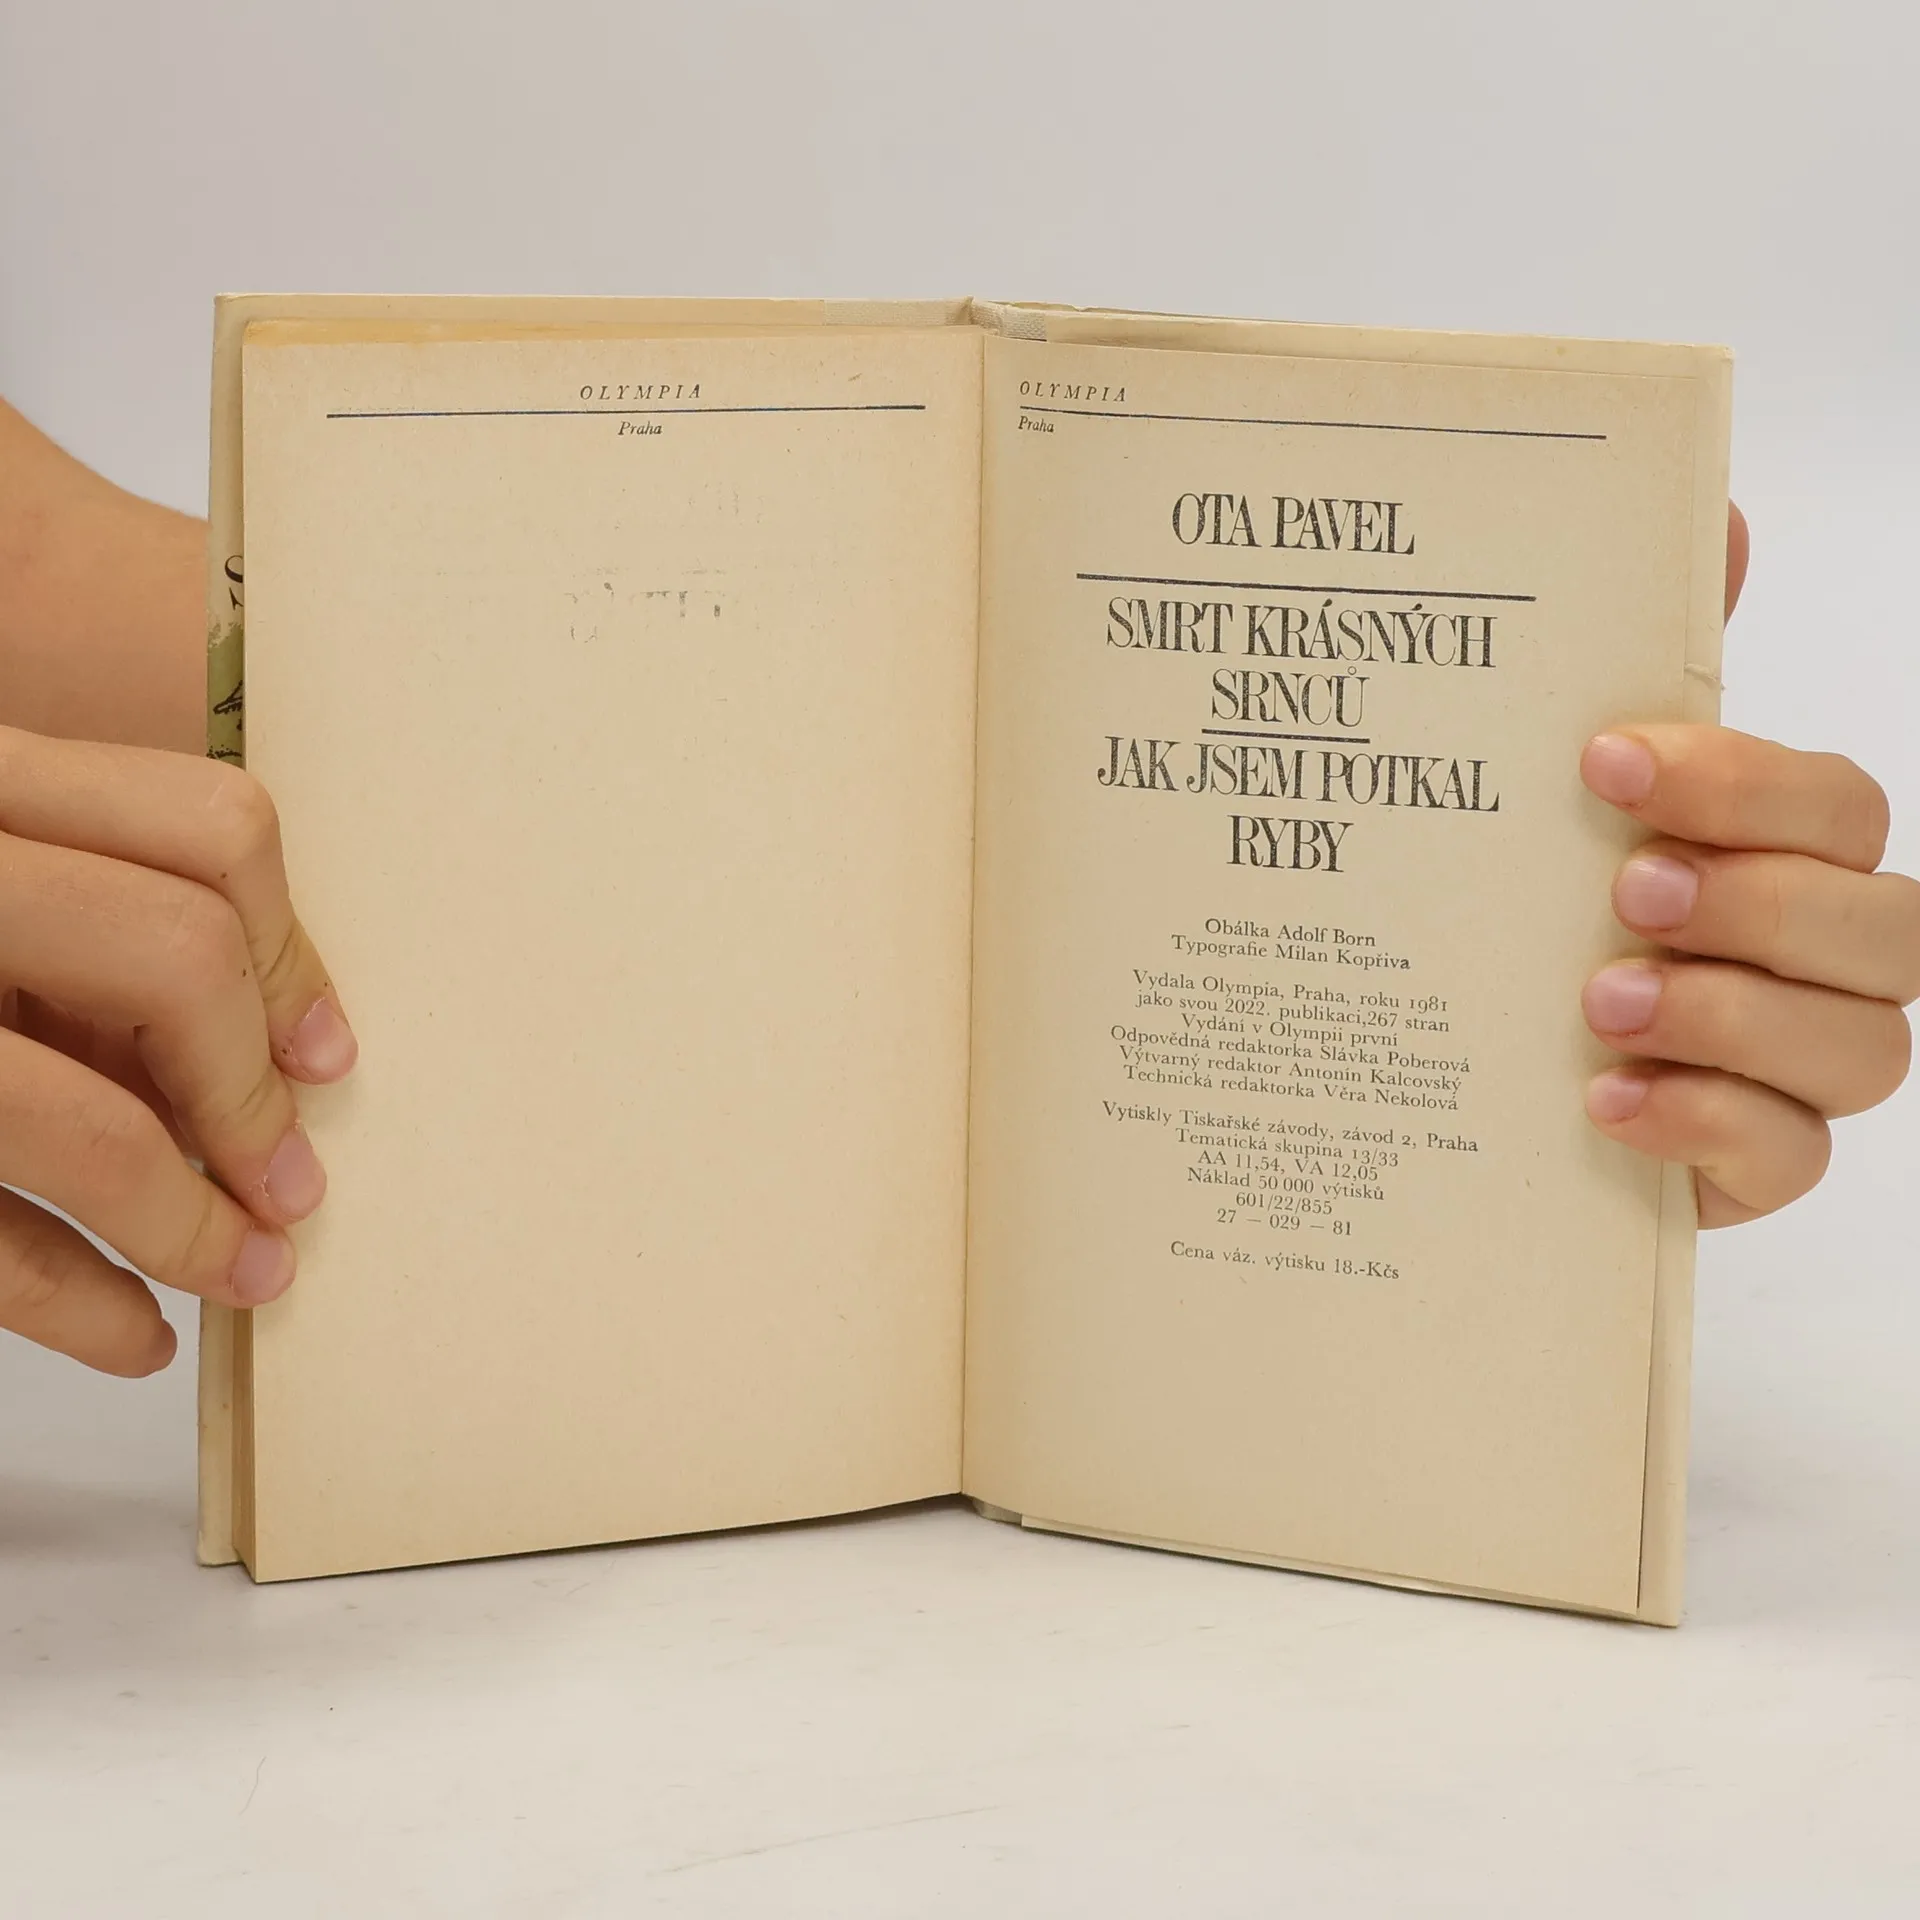 OLYMPIA
Praha
OLYMPIA
Praha
OTA PAVEL
SMRT KRÁSNÝCH
SRNCŮ
JAK JSEM POTKAL
RYBY
Obálka Adolf Born
Typografie Milan Kopřiva
Vydala Olympia, Praha, roku 1981
jako svou 2022. publikaci,267 stran
Vydání v Olympii první
Odpovědná redaktorka Slávka Poberová
Výtvarný redaktor Antonín Kalcovský
Technická redaktorka Věra Nekolová
Vytiskly Tiskařské závody, závod 2, Praha
Tematická skupina 13/33
AA 11,54, VA 12,05
Náklad 50 000 výtisků
601/22/855
27 — 029 — 81
Cena váz. výtisku 18.-Kčs